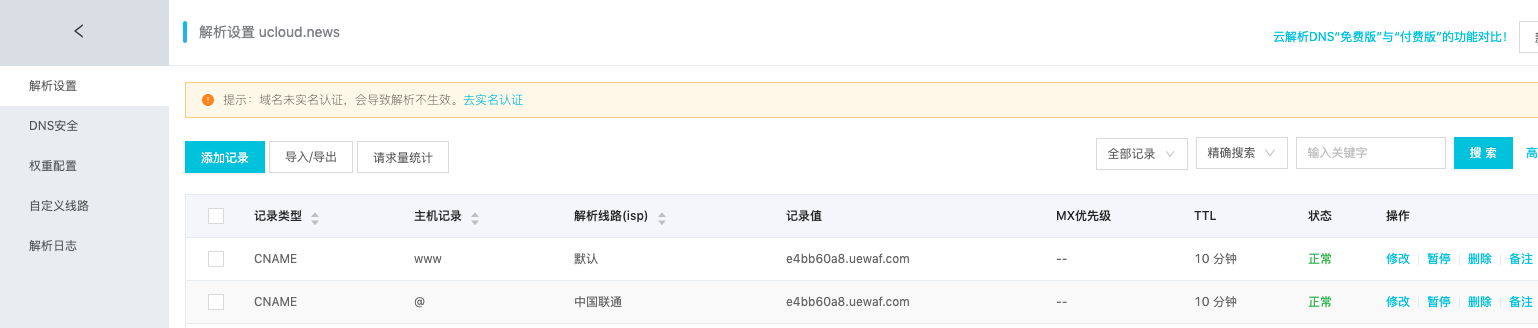 解析设置 ucloud.news
云解析DNS“免费版”与“付费版”的功能对比！
解析设置
DNS安全
权重配置
自定义线路
解析日志
提示：域名未实名认证，会导致解析不生效。去实名认证
添加记录 导入/导出 请求量统计 全部记录 精确搜索 输入关键字 搜 索 高
记录类型 主机记录 解析线路(isp) 记录值 MX优先级 TTL 状态 操作
CNAME www 默认 e4bb60a8.uewaf.com -- 10 分钟 正常 修改 暂停 删除 备注
CNAME @ 中国联通 e4bb60a8.uewaf.com -- 10 分钟 正常 修改 暂停 删除 备注